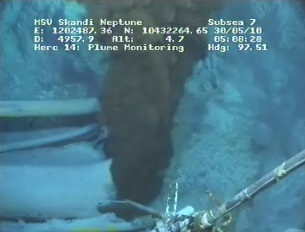 MSV Skandi Neptune Subsea 7
E: 1202487.36 N: 10432264.65 30/05/10
D: 4957.9 Alt: 4.7 05:08:28
Herc 14: Plume Monitoring Hdg: 97.51